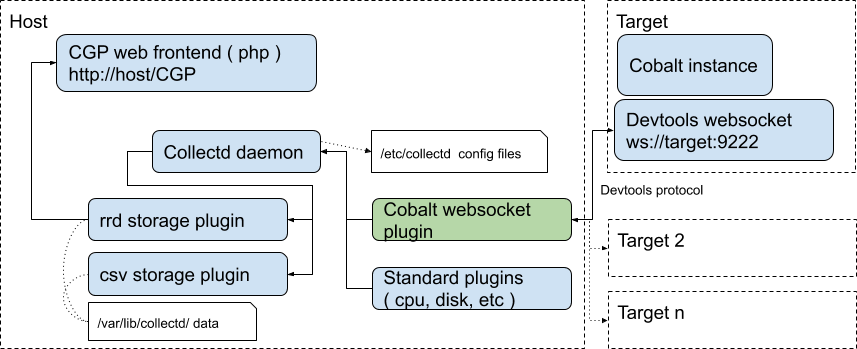 Host
CGP web frontend ( php )
http://host/CGP
Collectd daemon
/etc/collectd config files
rrd storage plugin
Cobalt websocket
plugin
csv storage plugin
Standard plugins
( cpu, disk, etc )
/var/lib/collectd/ data
Target
Cobalt instance
Devtools websocket
ws://target:9222
Devtools protocol
Target 2
Target n